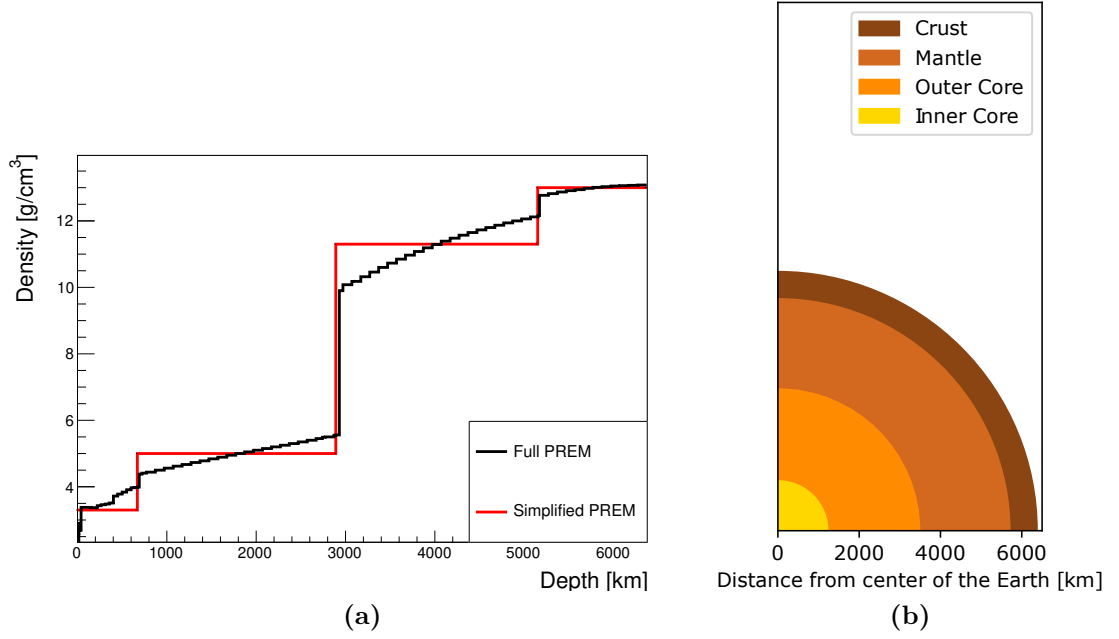 Density [g/cm³]
12
10
8
6
4
0 1000 2000 3000 4000 5000 6000
Depth [km]
Full PREM
Simplified PREM
(a)
Crust
Mantle
Outer Core
Inner Core
0 2000 4000 6000
Distance from center of the Earth [km]
(b)